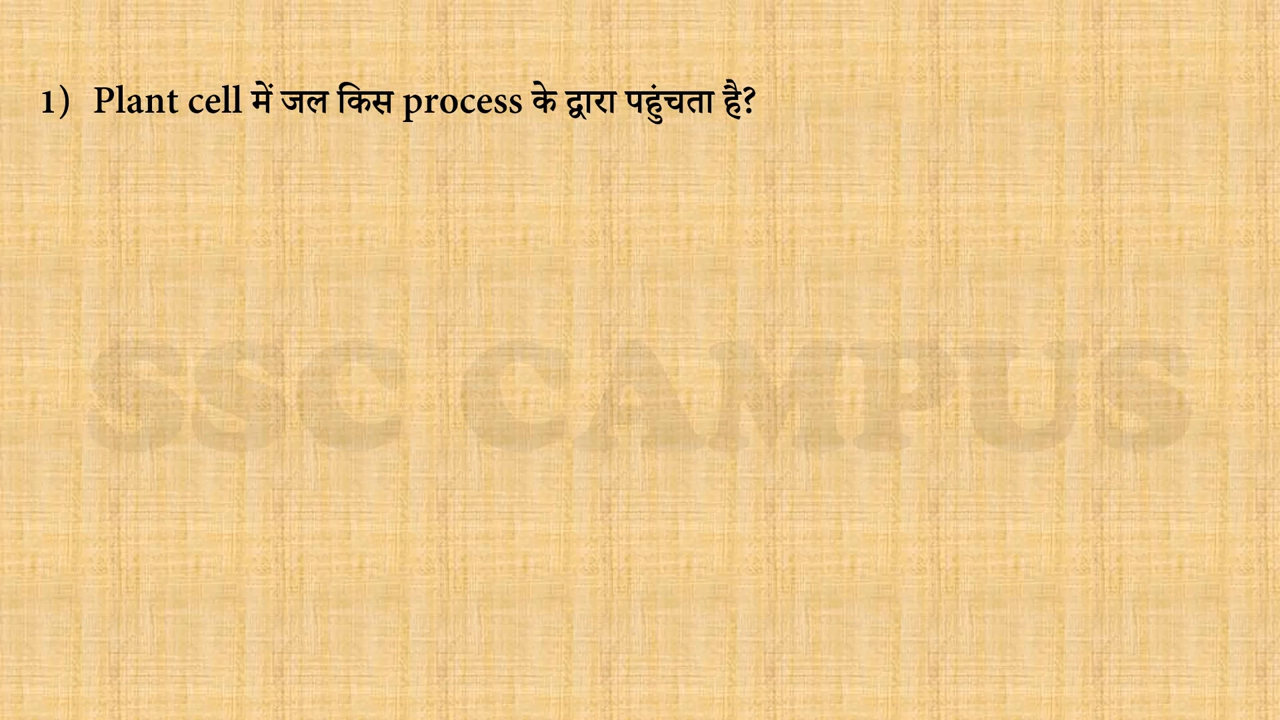 1) Plant cell में जल किस process के द्वारा पहुंचता है?
SSC CAMPUS